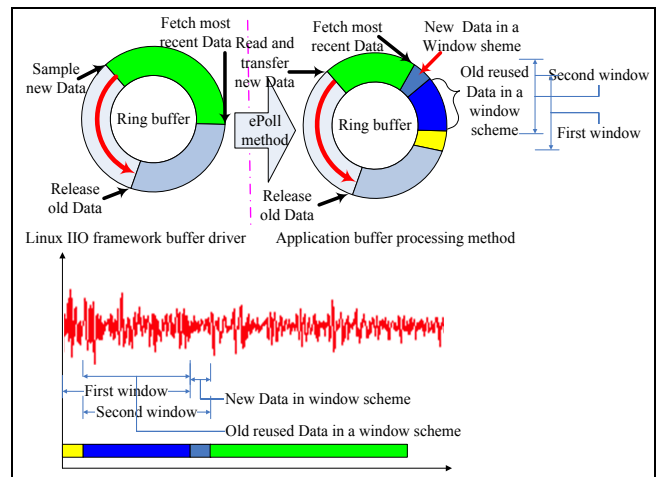 Fetch most
recent Data
Sample
new Data
Ring buffer
Release
old Data
Read and
transfer
new Data
ePoll
method
Fetch most
recent Data
New Data in a
Window sheme
Old reused
Data in a
window
scheme
Second window
First window
Ring buffer
Release
old Data
Linux IIO framework buffer driver
Application buffer processing method
First window
Second window
New Data in window scheme
Old reused Data in a window scheme